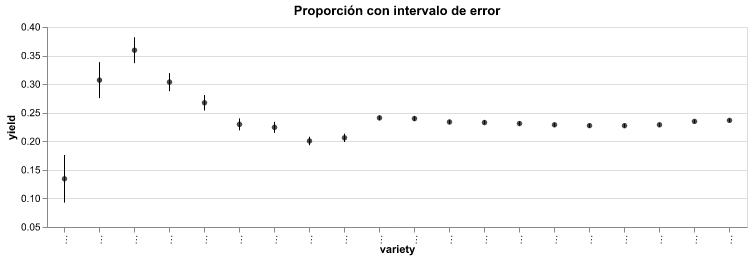 Proporción con intervalo de error
0.40
0.35
0.30
0.25
0.20
0.15
0.10
0.05
yield
… … … … … … … … … … … … … … … … … … … …
variety